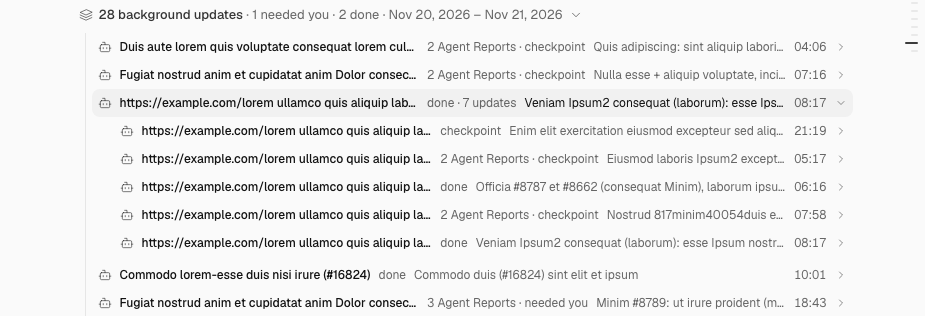 28 background updates · 1 needed you · 2 done · Nov 20, 2026 – Nov 21, 2026
Duis aute lorem quis voluptate consequat lorem cul... 2 Agent Reports · checkpoint Quis adipiscing: sint aliquip labori... 04:06
Fugiat nostrud anim et cupidatat anim Dolor consec... 2 Agent Reports · checkpoint Nulla esse + aliquip voluptate, inci... 07:16
https://example.com/lorem ullamco quis aliquip lab... done · 7 updates Veniam Ipsum2 consequat (laborum): esse Ips... 08:17
https://example.com/lorem ullamco quis aliquip la... checkpoint Enim elit exercitation eiusmod excepteur sed aliq... 21:19
https://example.com/lorem ullamco quis aliquip la... 2 Agent Reports · checkpoint Eiusmod laboris Ipsum2 except... 05:17
https://example.com/lorem ullamco quis aliquip la... done Officia #8787 et #8662 (consequat Minim), laborum ipsu... 06:16
https://example.com/lorem ullamco quis aliquip la... 2 Agent Reports · checkpoint Nostrud 817minim40054duis e... 07:58
https://example.com/lorem ullamco quis aliquip la... done Veniam Ipsum2 consequat (laborum): esse Ipsum nostr... 08:17
Commodo lorem-esse duis nisi irure (#16824) done Commodo duis (#16824) sint elit et ipsum 10:01
Fugiat nostrud anim et cupidatat anim Dolor consec... 3 Agent Reports · needed you Minim #8789: ut irure proident (m... 18:43